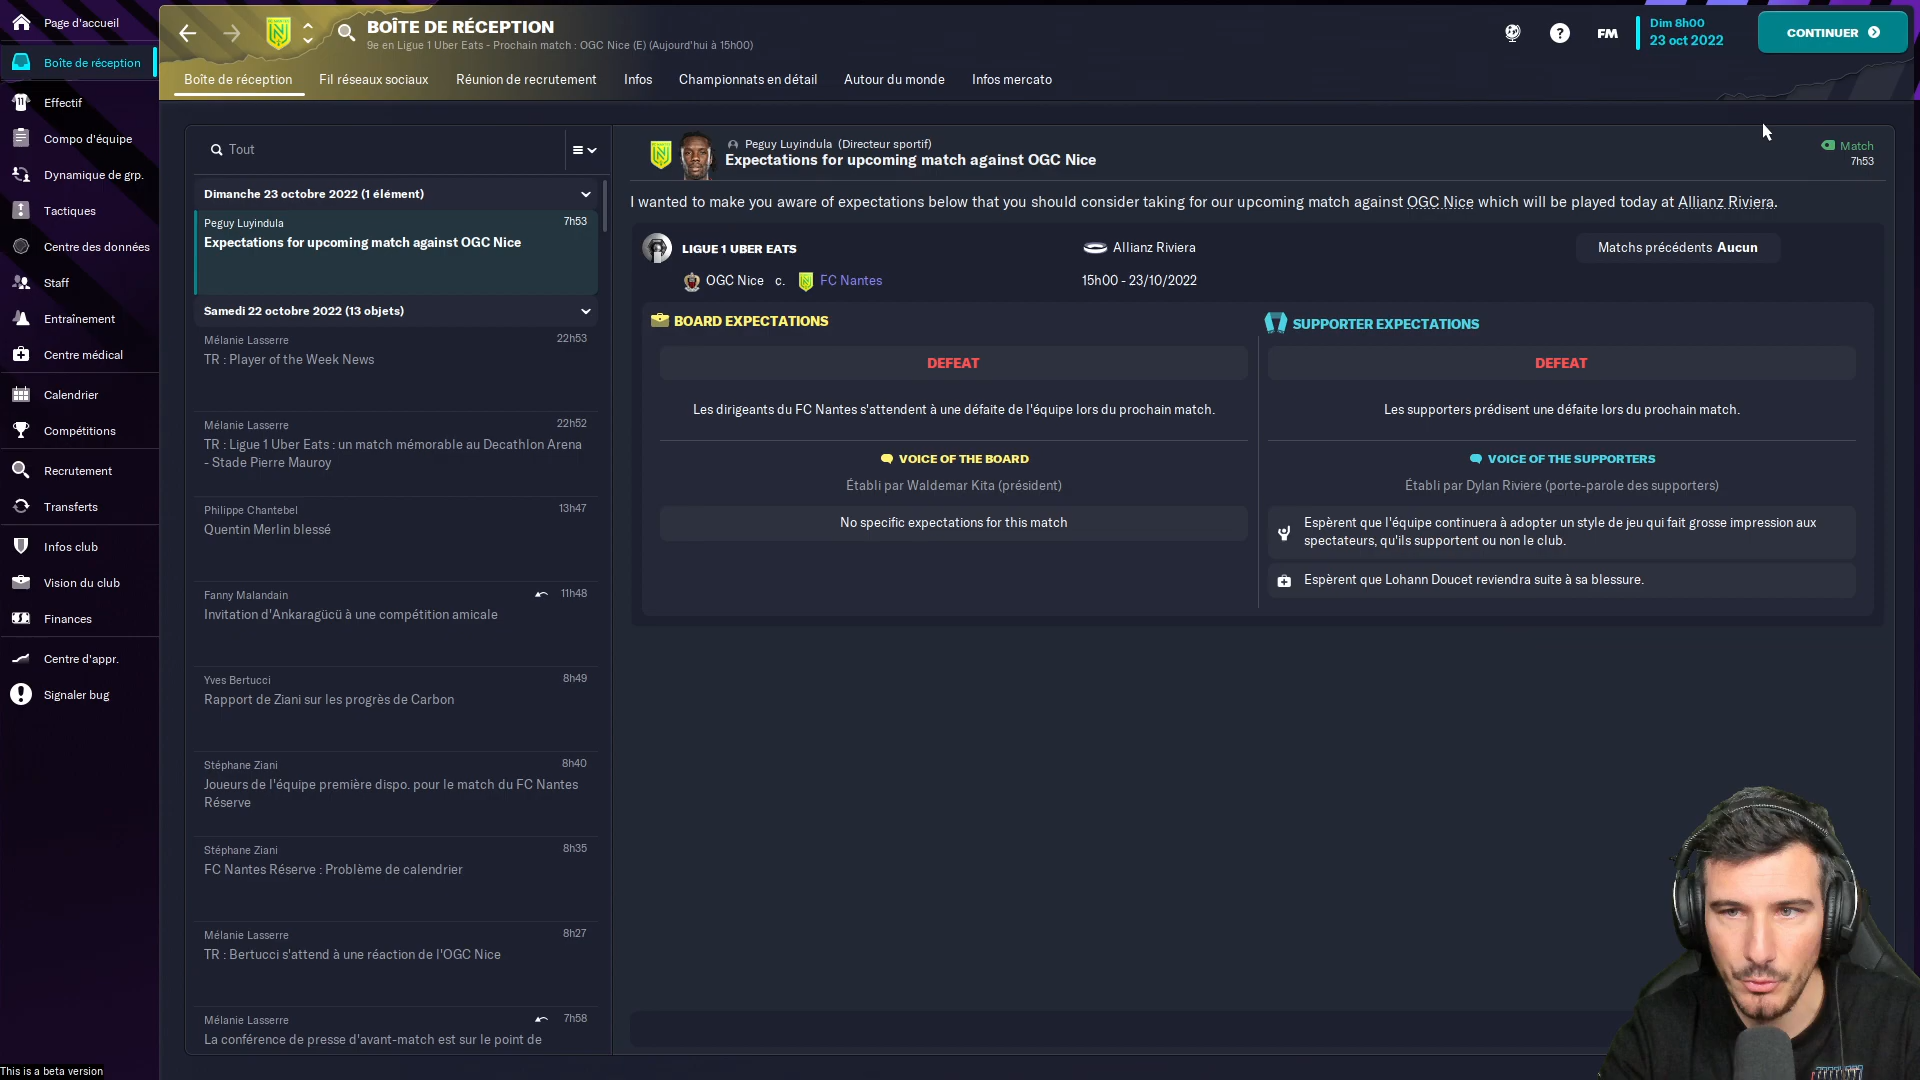 Page d'accueil
Boîte de réception
Effectif
Compo d'équipe
Dynamique de grp.
Tactiques
Centre des données
Staff
Entraînement
Centre médical
Calendrier
Compétitions
Recrutement
Transferts
Infos club
Vision du club
Finances
Centre d'appr.
Signaler bug
This is a beta version
BOÎTE DE RÉCEPTION
9e en Ligue 1 Uber Eats - Prochain match : OGC Nice (E) (Aujourd'hui à 15h00)
FM
Dim 8h00
23 oct 2022
CONTINUER
Boîte de réception
Fil réseaux sociaux
Réunion de recrutement
Infos
Championnats en détail
Autour du monde
Infos mercato
Tout
Dimanche 23 octobre 2022 (1 élément)
Peguy Luyindula 7h53
Expectations for upcoming match against OGC Nice
Samedi 22 octobre 2022 (13 objets)
Mélanie Lasserre 22h53
TR : Player of the Week News
Mélanie Lasserre 22h52
TR : Ligue 1 Uber Eats : un match mémorable au Decathlon Arena
- Stade Pierre Mauroy
Philippe Chantebel 13h47
Quentin Merlin blessé
Fanny Malandain 11h48
Invitation d'Ankaragücü à une compétition amicale
Yves Bertucci 8h49
Rapport de Ziani sur les progrès de Carbon
Stéphane Ziani 8h40
Joueurs de l'équipe première dispo. pour le match du FC Nantes
Réserve
Stéphane Ziani 8h35
FC Nantes Réserve : Problème de calendrier
Mélanie Lasserre 8h27
TR : Bertucci s'attend à une réaction de l'OGC Nice
Mélanie Lasserre 7h58
La conférence de presse d'avant-match est sur le point de
Peguy Luyindula (Directeur sportif)
Expectations for upcoming match against OGC Nice
Match
7h53
I wanted to make you aware of expectations below that you should consider taking for our upcoming match against OGC Nice which will be played today at Allianz Riviera.
LIGUE 1 UBER EATS
Allianz Riviera
Matchs précédents Aucun
OGC Nice c. FC Nantes
15h00 - 23/10/2022
BOARD EXPECTATIONS
DEFEAT
Les dirigeants du FC Nantes s'attendent à une défaite de l'équipe lors du prochain match.
VOICE OF THE BOARD
Établi par Waldemar Kita (président)
No specific expectations for this match
SUPPORTER EXPECTATIONS
DEFEAT
Les supporters prédisent une défaite lors du prochain match.
VOICE OF THE SUPPORTERS
Établi par Dylan Riviere (porte-parole des supporters)
Espèrent que l'équipe continuera à adopter un style de jeu qui fait grosse impression aux
spectateurs, qu'ils supportent ou non le club.
Espèrent que Lohann Doucet reviendra suite à sa blessure.